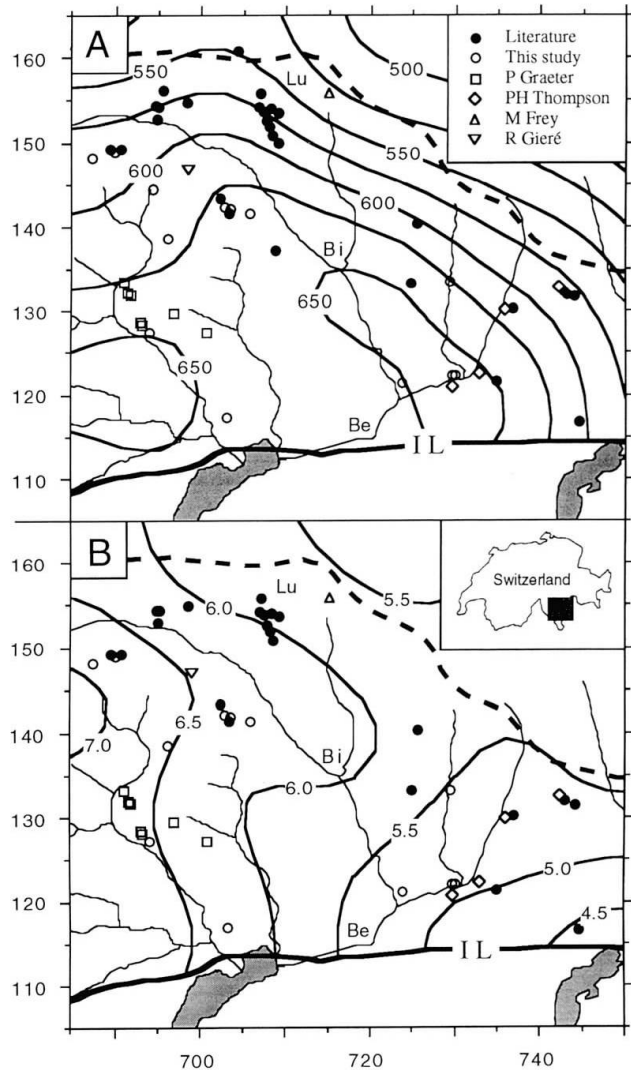 A
Literature
This study
P Graeter
PH Thompson
M Frey
R Gieré
160
150
140
130
120
110
550
500
550
600
600
650
650
Lu
Bi
Be
IL
B
Switzerland
160
150
140
130
120
110
6.0
5.5
6.5
7.0
6.0
5.5
5.0
4.5
Lu
Bi
Be
IL
700
720
740